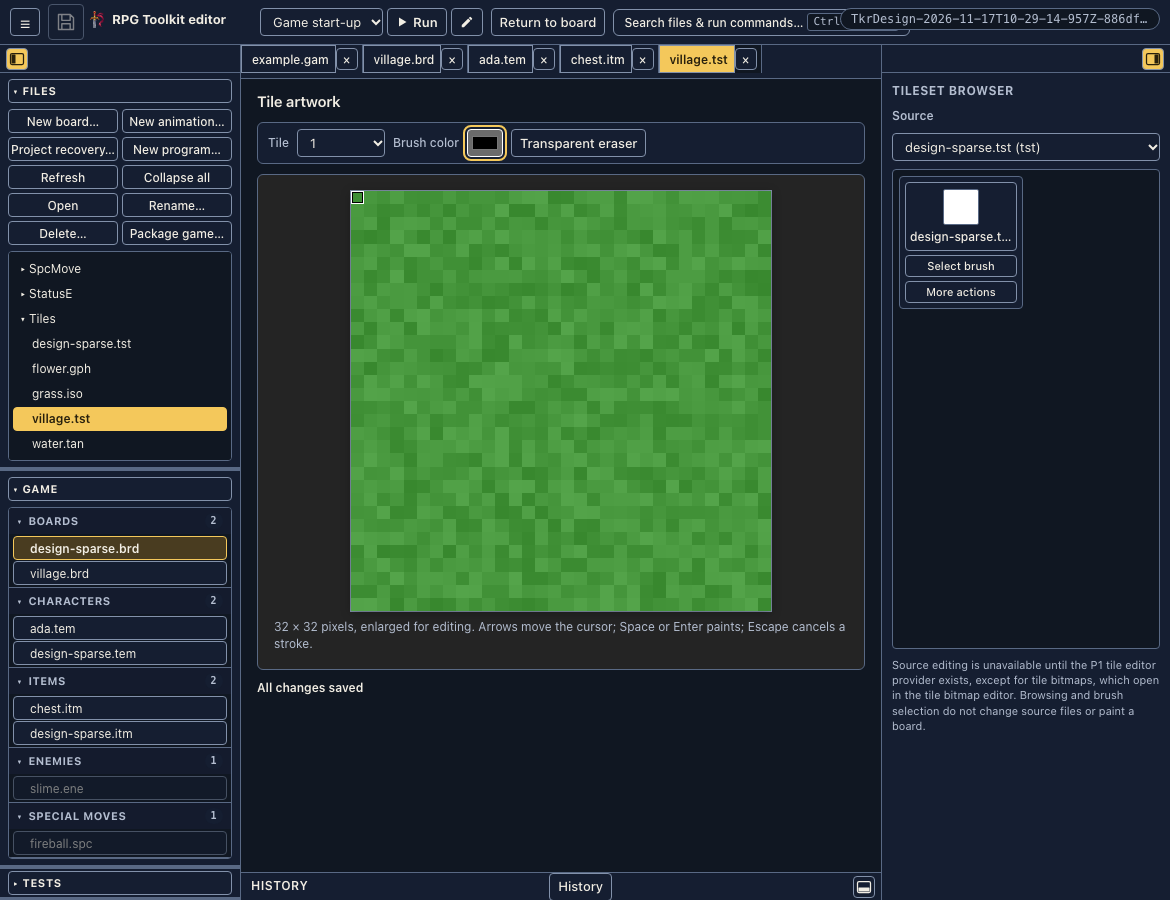 RPG Toolkit editor
Game start-up
Run
Return to board
Search files & run commands...
Ctrl
TkrDesign-2026-11-17T10-29-14-957Z-886df…
example.gam ×
village.brd ×
ada.tem ×
chest.itm ×
village.tst ×
FILES
New board...
New animation...
Project recovery...
New program...
Refresh
Collapse all
Open
Rename...
Delete...
Package game...
SpcMove
StatusE
Tiles
design-sparse.tst
flower.gph
grass.iso
village.tst
water.tan
GAME
BOARDS 2
design-sparse.brd
village.brd
CHARACTERS 2
ada.tem
design-sparse.tem
ITEMS 2
chest.itm
design-sparse.itm
ENEMIES 1
slime.ene
SPECIAL MOVES 1
fireball.spc
TESTS
Tile artwork
Tile
1
Brush color
Transparent eraser
32 × 32 pixels, enlarged for editing. Arrows move the cursor; Space or Enter paints; Escape cancels a
stroke.
All changes saved
HISTORY
History
TILESET BROWSER
Source
design-sparse.tst (tst)
design-sparse.t...
Select brush
More actions
Source editing is unavailable until the P1 tile editor
provider exists, except for tile bitmaps, which open
in the tile bitmap editor. Browsing and brush
selection do not change source files or paint a
board.